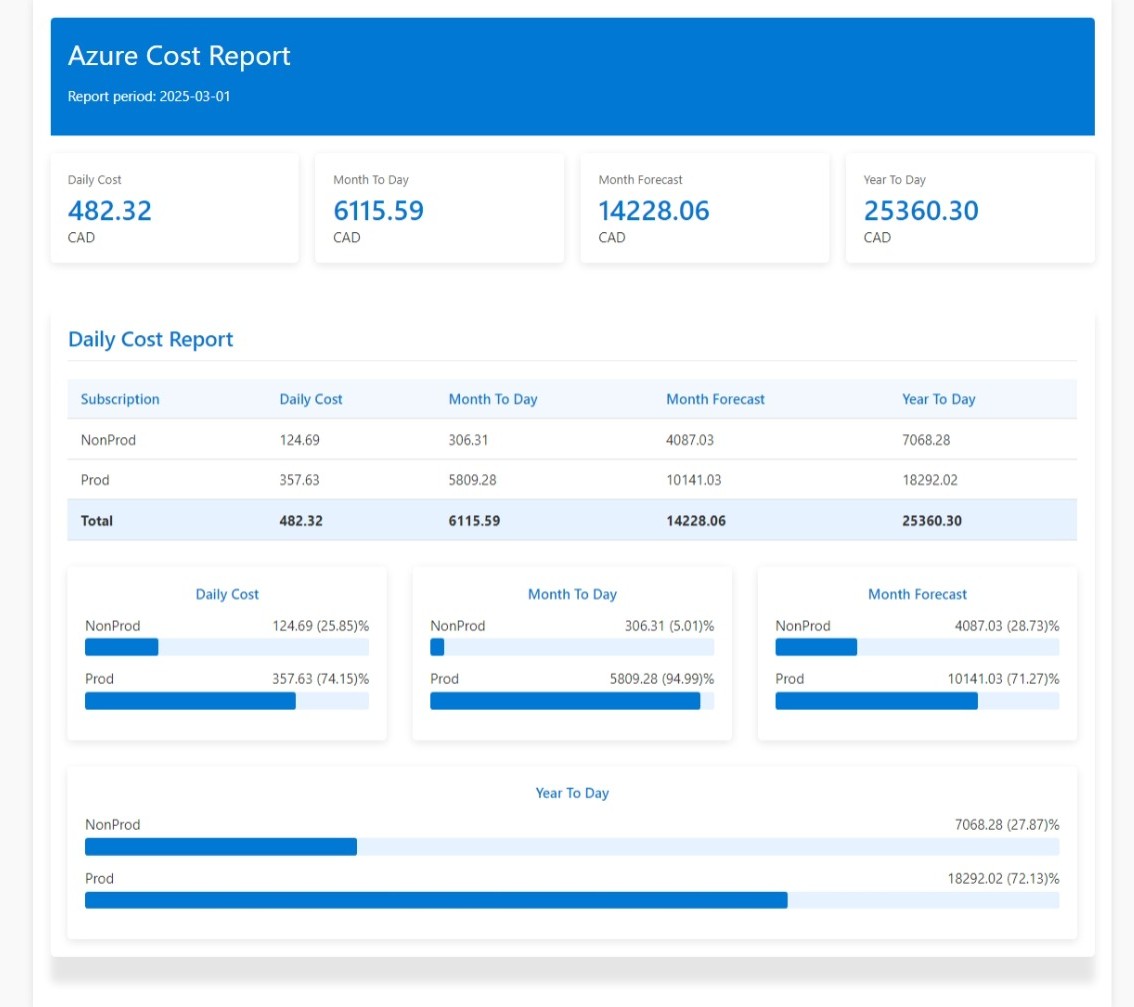 Azure Cost Report
Report period: 2025-03-01
Daily Cost Month To Day Month Forecast Year To Day
482.32 6115.59 14228.06 25360.30
CAD CAD CAD CAD
Daily Cost Report
Subscription Daily Cost Month To Day Month Forecast Year To Day
NonProd 124.69 306.31 4087.03 7068.28
Prod 357.63 5809.28 10141.03 18292.02
Total 482.32 6115.59 14228.06 25360.30
Daily Cost Month To Day Month Forecast
NonProd 124.69 (25.85)% NonProd 306.31 (5.01)% NonProd 4087.03 (28.73)%
Prod 357.63 (74.15)% Prod 5809.28 (94.99)% Prod 10141.03 (71.27)%
Year To Day
NonProd 7068.28 (27.87)%
Prod 18292.02 (72.13)%